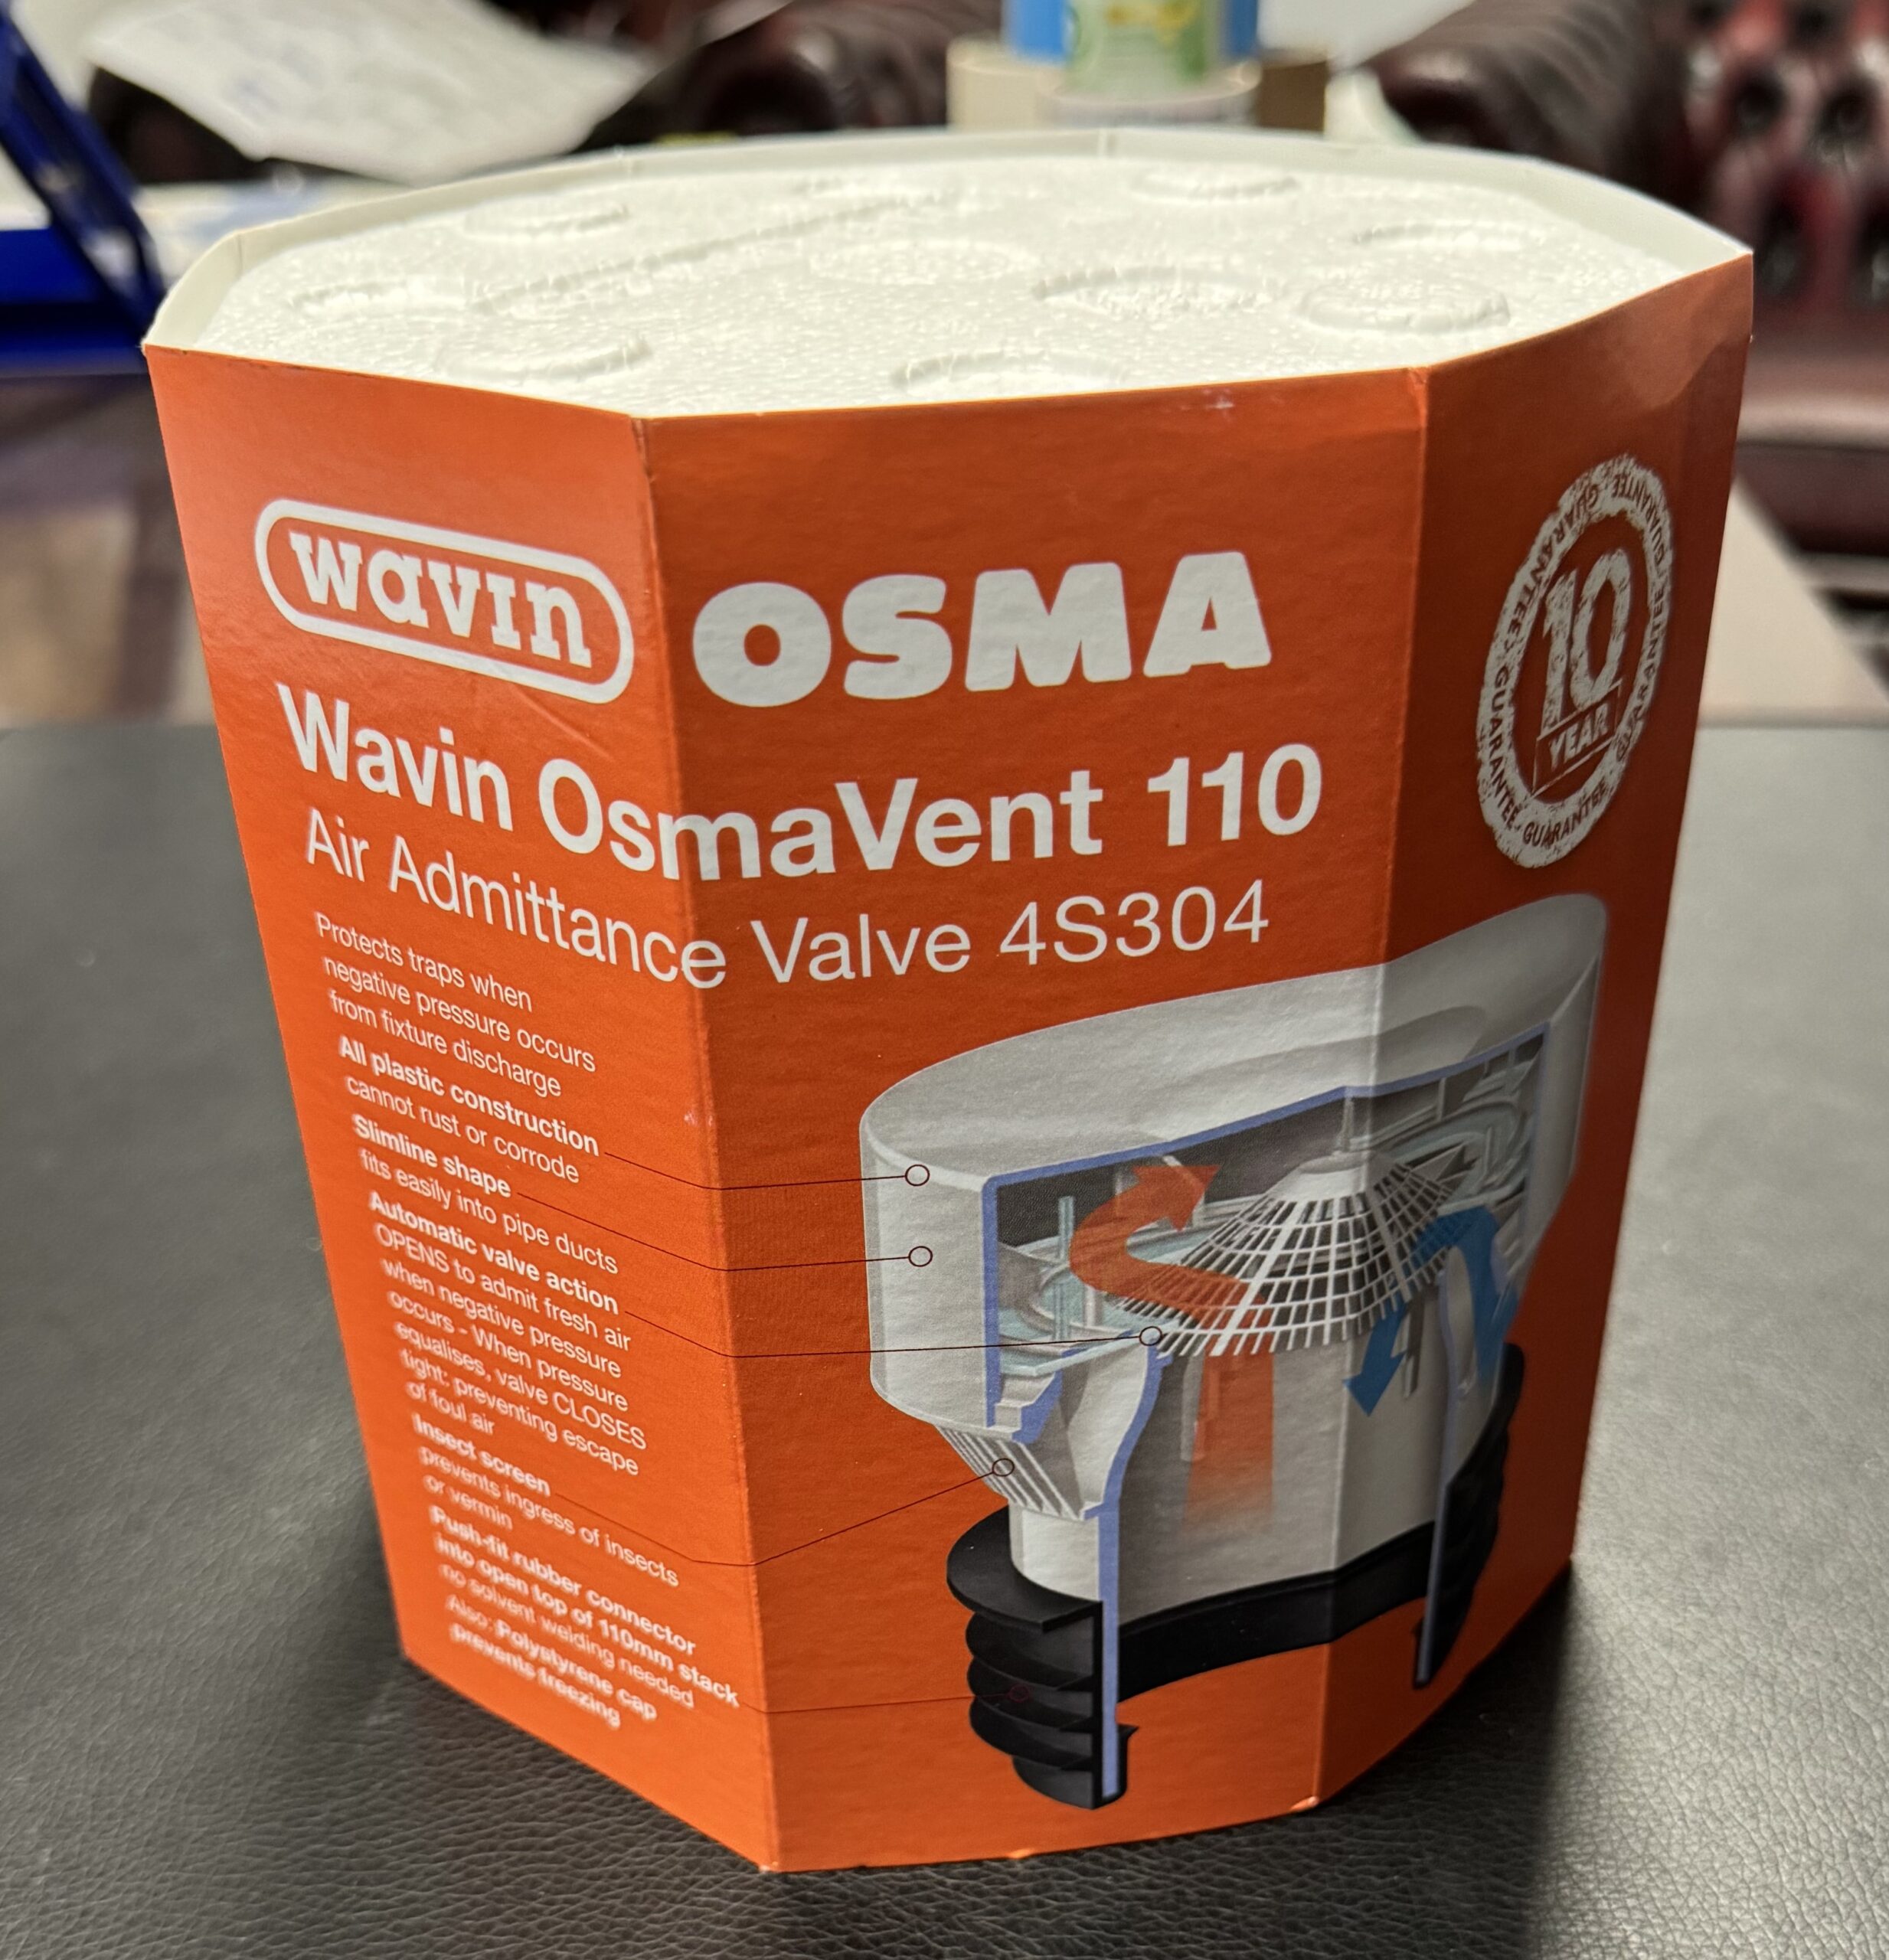 wavin OSMA
Wavin OsmaVent 110
Air Admittance Valve 4S304
Protects traps when
negative pressure occurs
from fixture discharge
All plastic construction
cannot rust or corrode
Slimline shape
fits easily into pipe ducts
Automatic valve action
OPENS to admit fresh air
when negative pressure
occurs - When pressure
equalises, valve CLOSES
tight; preventing escape
of foul air
Insect screen
prevents ingress of insects
or vermin
Push-fit rubber connector
into open top of 110mm stack
no solvent welding needed
Also: Polystyrene cap
prevents freezing
10
YEAR
GUARANTEE · GUARANTEE · GUARANTEE · GUARANTEE · GUARANTEE